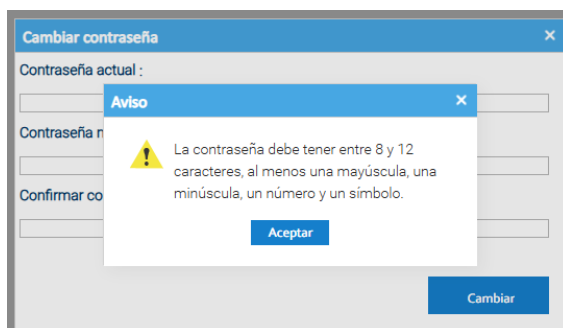 Cambiar contraseña
Contraseña actual :
Aviso
Contraseña n
La contraseña debe tener entre 8 y 12
caracteres, al menos una mayúscula, una
minúscula, un número y un símbolo.
Confirmar co
Aceptar
Cambiar